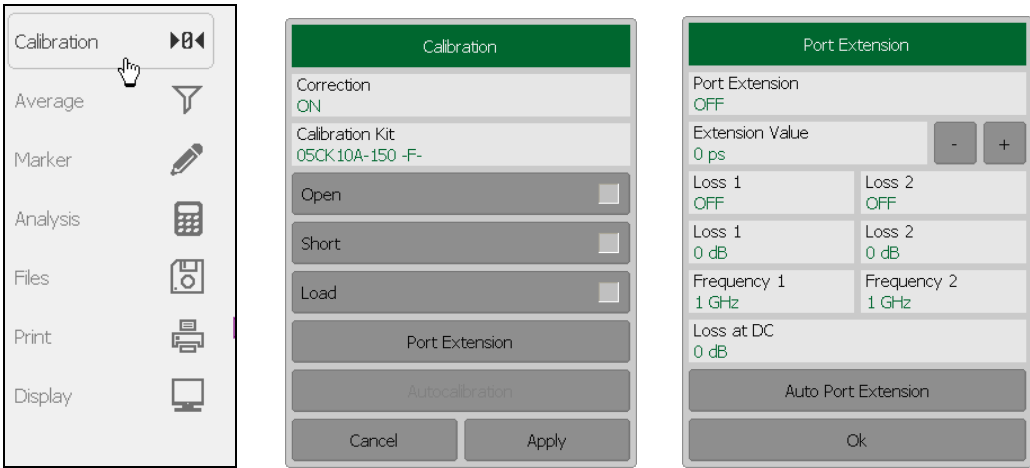 Calibration
0
Average
Marker
Analysis
Files
Print
Display
Calibration
Correction
ON
Calibration Kit
05CK10A-150 -F-
Open
Short
Load
Port Extension
Autocalibration
Cancel Apply
Port Extension
Port Extension
OFF
Extension Value
0 ps
- +
Loss 1 Loss 2
OFF OFF
Loss 1 Loss 2
0 dB 0 dB
Frequency 1 Frequency 2
1 GHz 1 GHz
Loss at DC
0 dB
Auto Port Extension
Ok